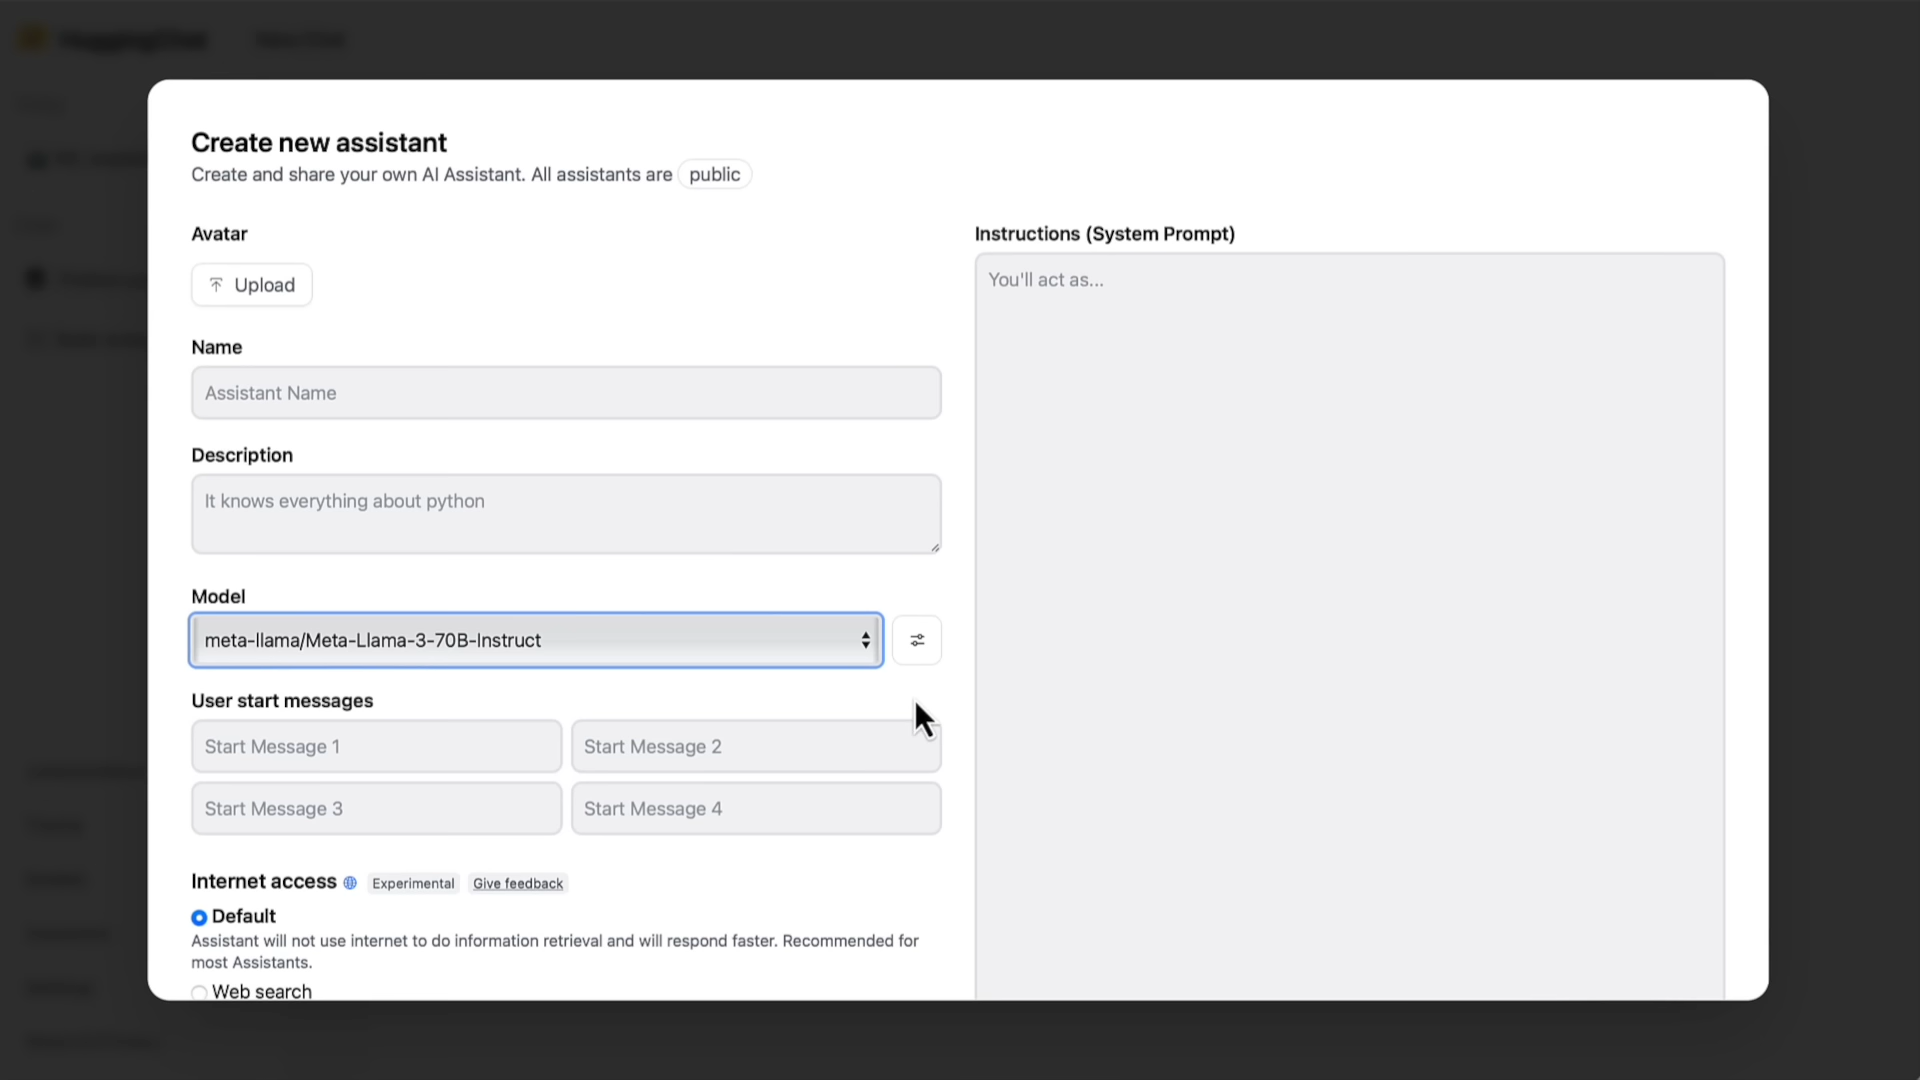 Create new assistant
Create and share your own AI Assistant. All assistants are public
Avatar
Upload
Name
Assistant Name
Description
It knows everything about python
Model
meta-llama/Meta-Llama-3-70B-Instruct
User start messages
Start Message 1
Start Message 2
Start Message 3
Start Message 4
Internet access Experimental Give feedback
Default
Assistant will not use internet to do information retrieval and will respond faster. Recommended for
most Assistants.
Web search
Instructions (System Prompt)
You'll act as...